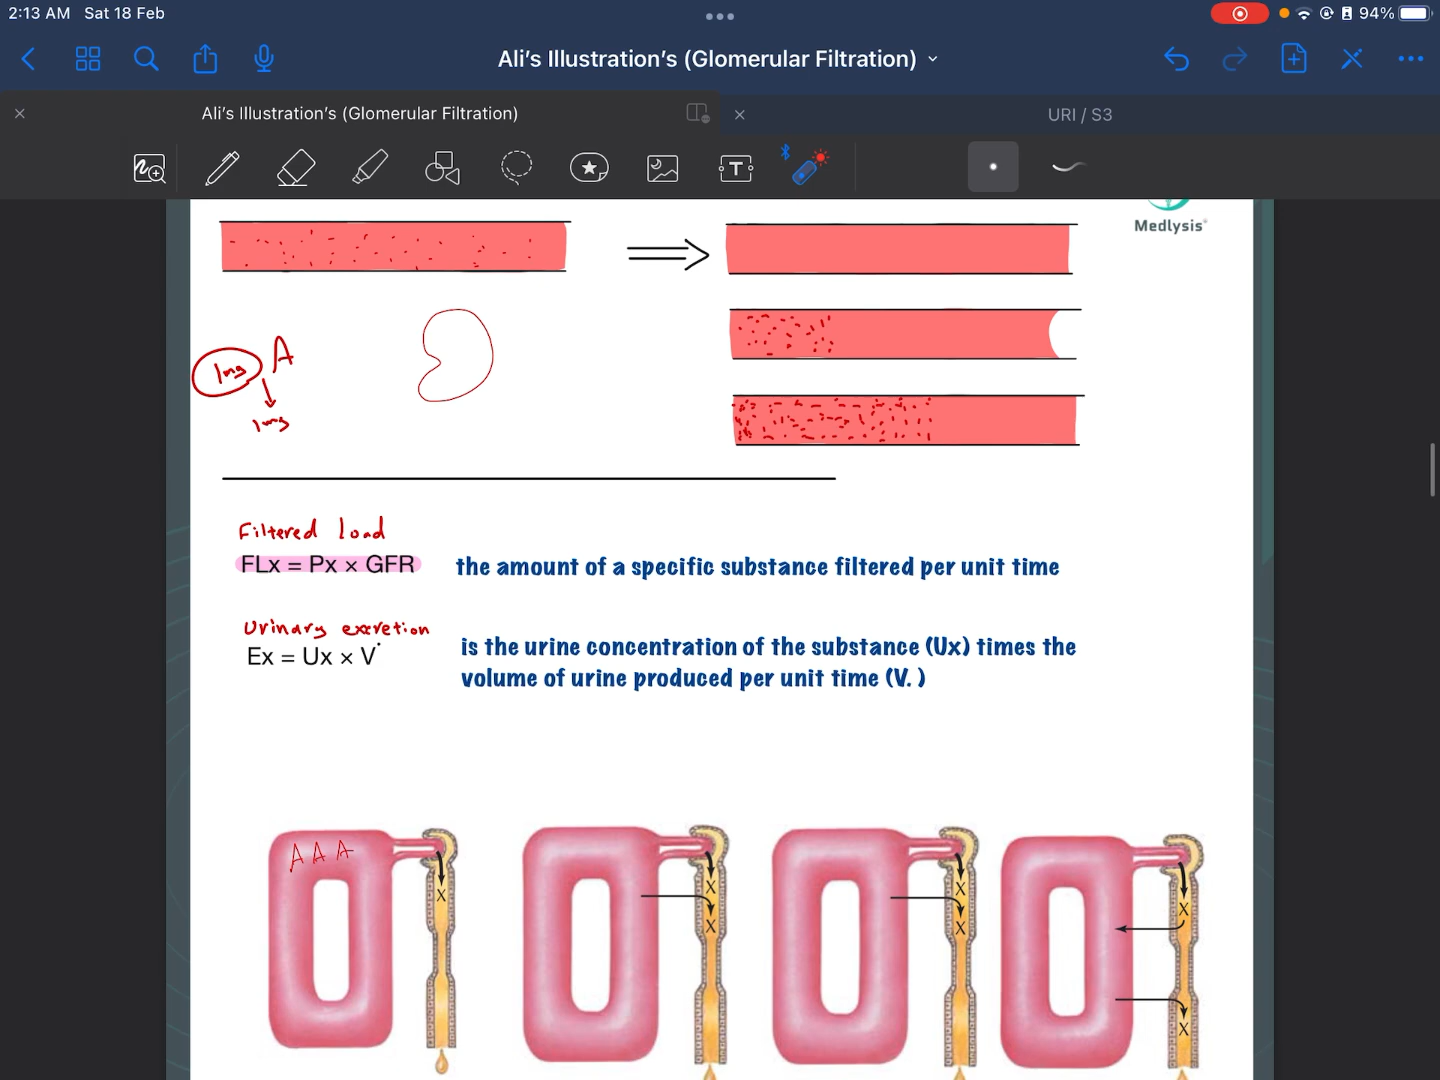 2:13 AM Sat 18 Feb
94%
Ali's Illustration's (Glomerular Filtration)
Ali's Illustration's (Glomerular Filtration)
URI / S3
T
Medlysis
1mg A
1mg
Filtered load
FLx = Px × GFR
the amount of a specific substance filtered per unit time
Urinary excretion
Ex = Ux × V˙
is the urine concentration of the substance (Ux) times the
volume of urine produced per unit time (V. )
A A A
X
X
X
X
X
X
X